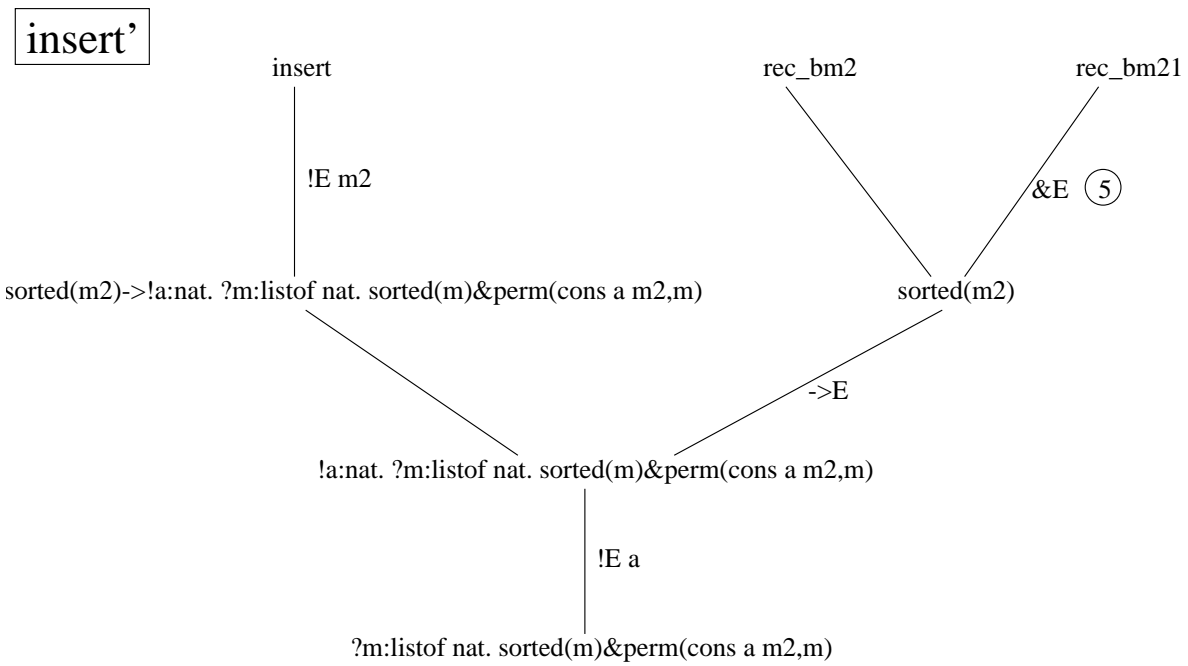 insert’
insert rec_bm2 rec_bm21
!E m2
&E 5
sorted(m2)->!a:nat. ?m:listof nat. sorted(m)&perm(cons a m2,m) sorted(m2)
->E
!a:nat. ?m:listof nat. sorted(m)&perm(cons a m2,m)
!E a
?m:listof nat. sorted(m)&perm(cons a m2,m)